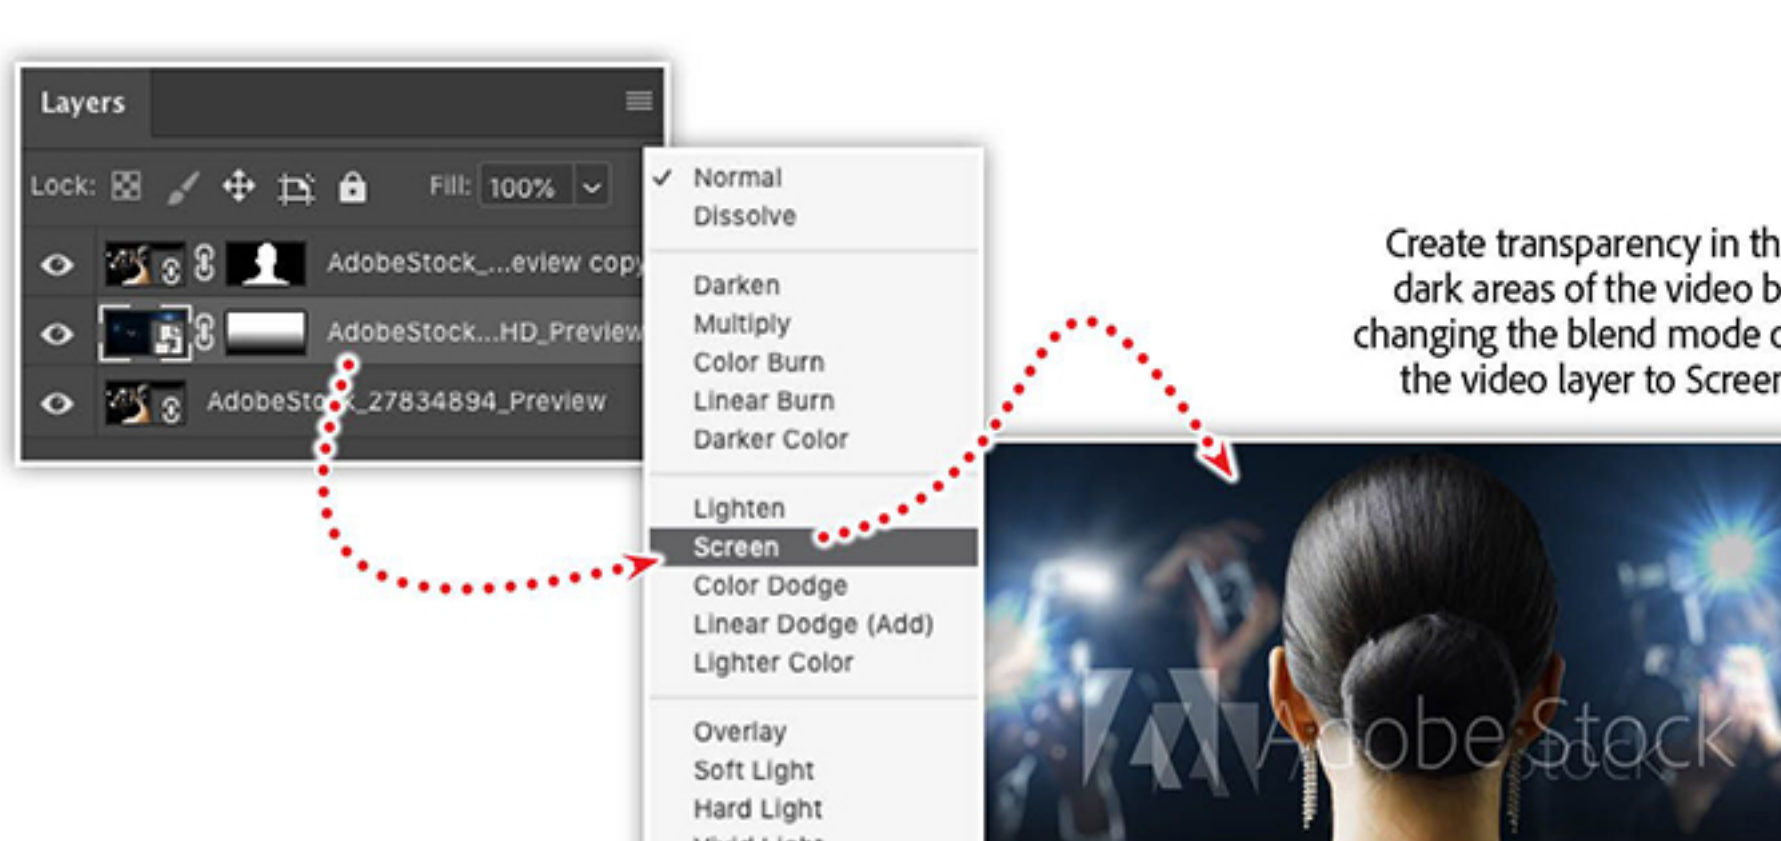 Layers
Lock:
Fill: 100%
AdobeStock_...eview copy
AdobeStock...HD_Preview
AdobeSto k_27834894_Preview
Normal
Dissolve
Darken
Multiply
Color Burn
Linear Burn
Darker Color
Lighten
Screen
Color Dodge
Linear Dodge (Add)
Lighter Color
Overlay
Soft Light
Hard Light
Create transparency in th
dark areas of the video b
changing the blend mode
the video layer to Screen
Adobe Stock
Stock